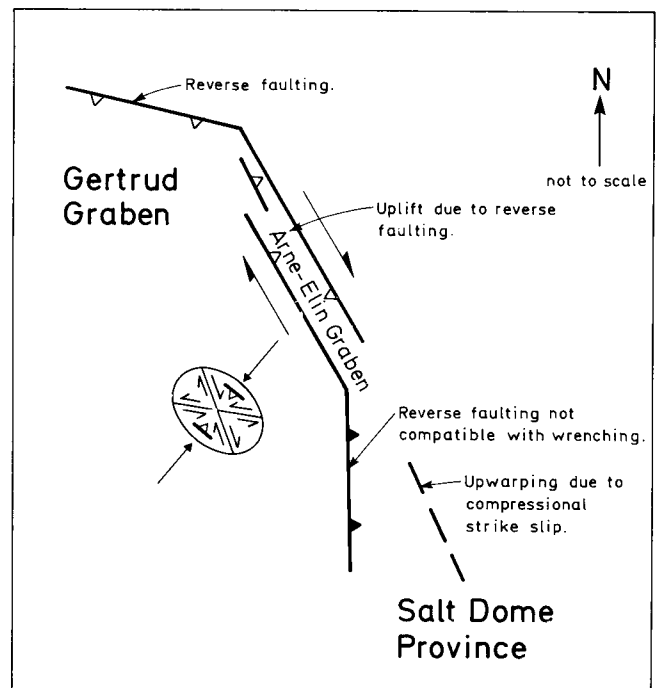 Reverse faulting.
N
not to scale
Gertrud
Graben
Uplift due to reverse
faulting.
Arne-Elin Graben
Reverse faulting not
compatible with wrenching.
Upwarping due to
compressional
strike slip.
Salt Dome
Province